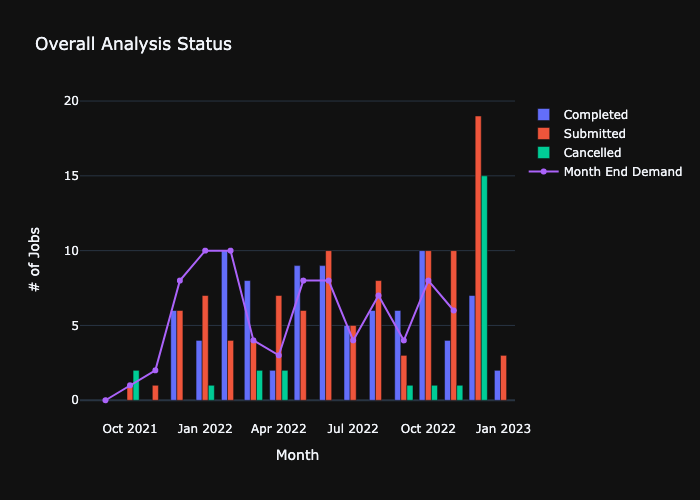 Overall Analysis Status
20
15
10
5
0
# of Jobs
Oct 2021
Jan 2022
Apr 2022
Jul 2022
Oct 2022
Jan 2023
Month
Completed
Submitted
Cancelled
Month End Demand